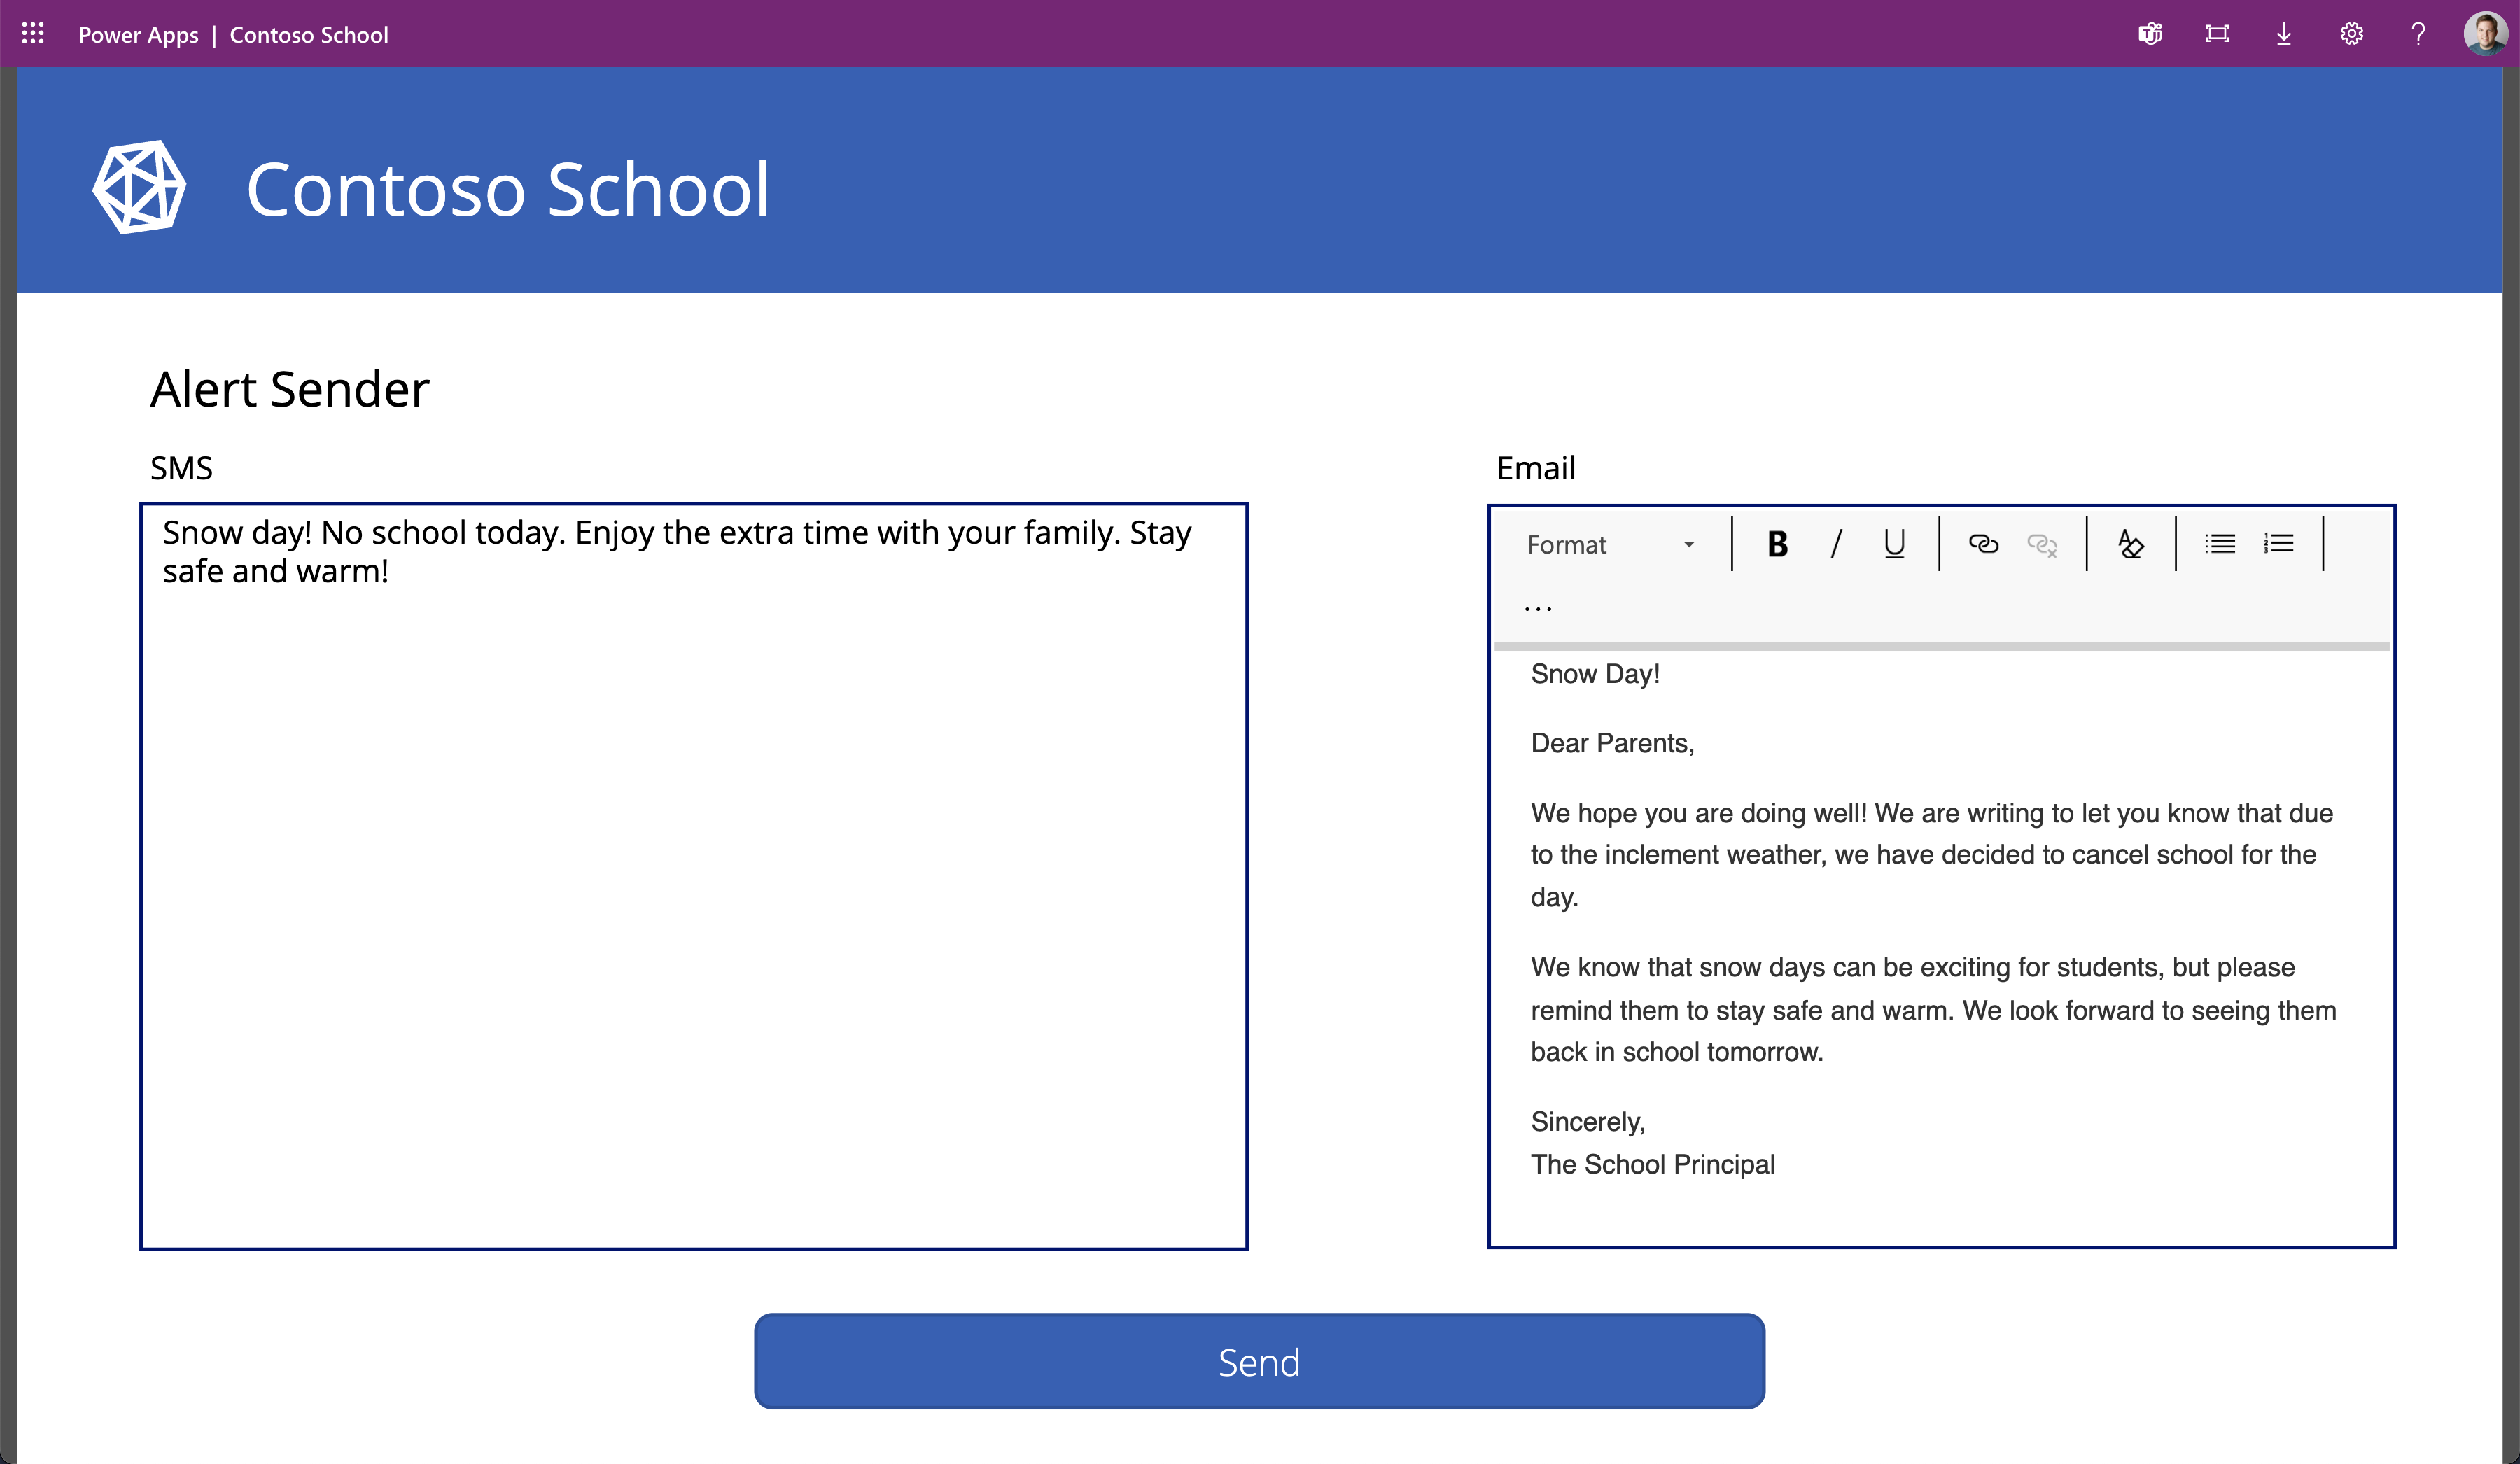 Power Apps | Contoso School
Contoso School
Alert Sender
SMS
Snow day! No school today. Enjoy the extra time with your family. Stay
safe and warm!
Email
Format
B / U
...
Snow Day!
Dear Parents,
We hope you are doing well! We are writing to let you know that due
to the inclement weather, we have decided to cancel school for the
day.
We know that snow days can be exciting for students, but please
remind them to stay safe and warm. We look forward to seeing them
back in school tomorrow.
Sincerely,
The School Principal
Send